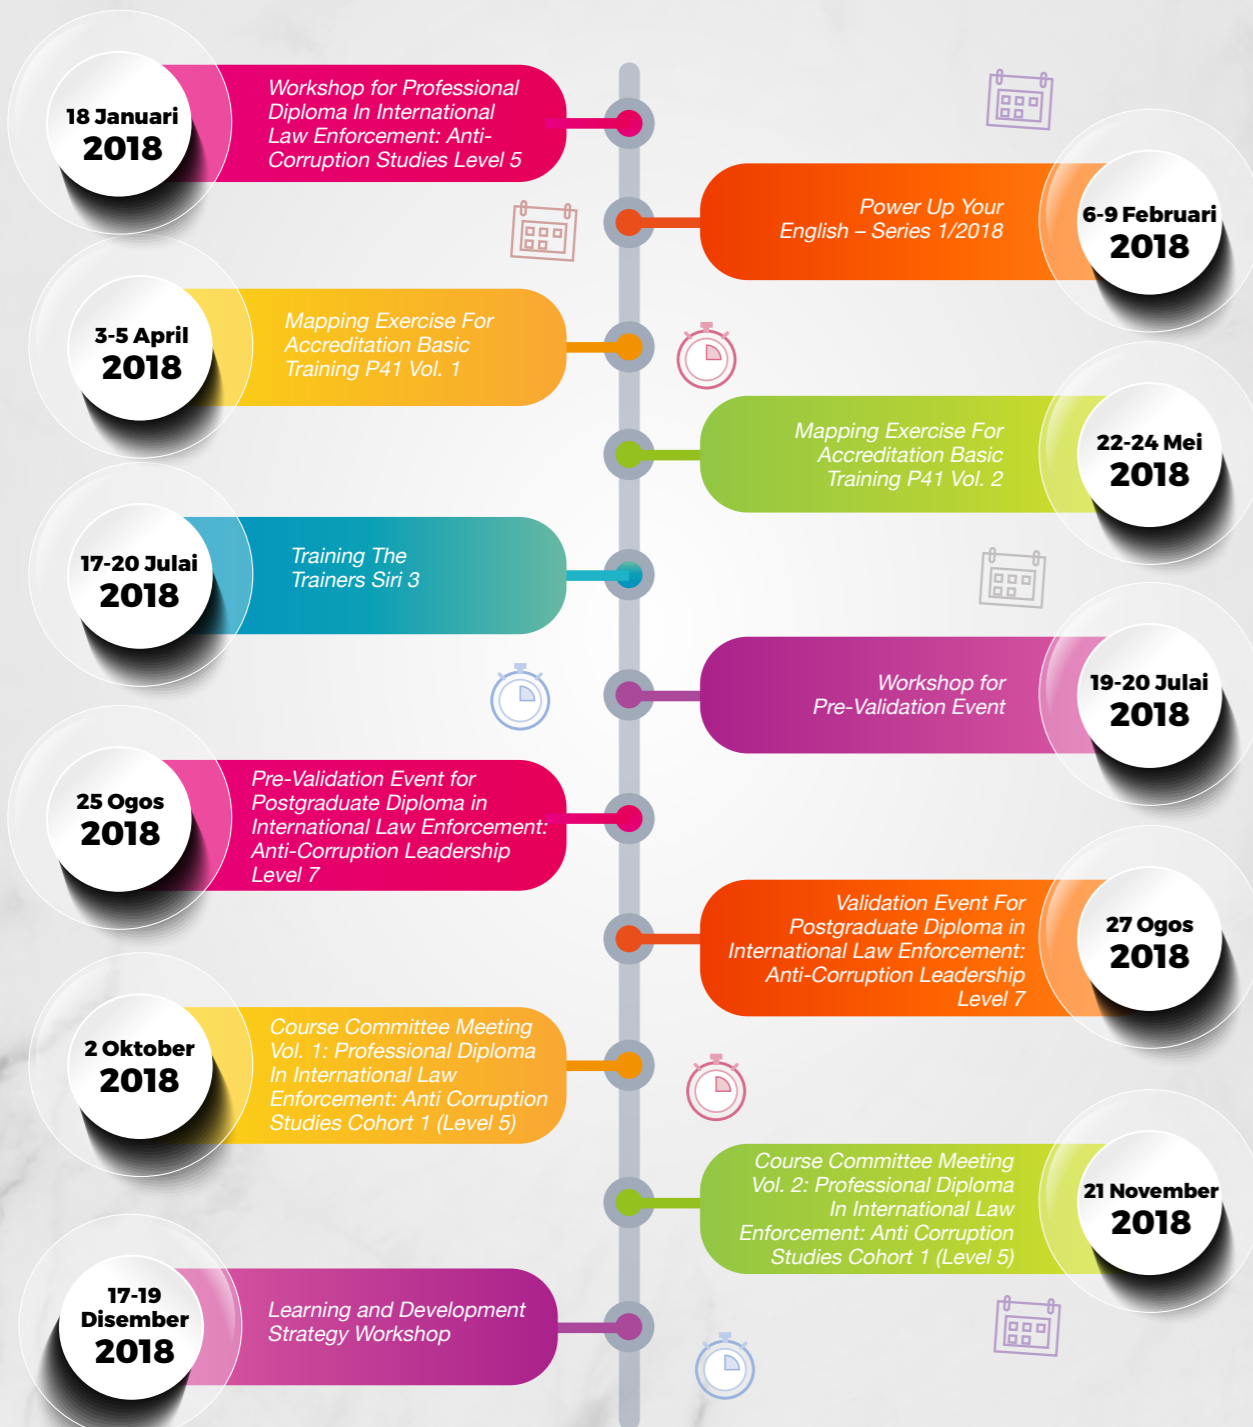 18 Januari
2018
Workshop for Professional
Diploma In International
Law Enforcement: Anti-
Corruption Studies Level 5
Power Up Your
English – Series 1/2018
6-9 Februari
2018
3-5 April
2018
Mapping Exercise For
Accreditation Basic
Training P41 Vol. 1
Mapping Exercise For
Accreditation Basic
Training P41 Vol. 2
22-24 Mei
2018
17-20 Julai
2018
Training The
Trainers Siri 3
Workshop for
Pre-Validation Event
19-20 Julai
2018
25 Ogos
2018
Pre-Validation Event for
Postgraduate Diploma in
International Law Enforcement:
Anti-Corruption Leadership
Level 7
Validation Event For
Postgraduate Diploma in
International Law Enforcement:
Anti-Corruption Leadership
Level 7
27 Ogos
2018
2 Oktober
2018
Course Committee Meeting
Vol. 1: Professional Diploma
In International Law
Enforcement: Anti Corruption
Studies Cohort 1 (Level 5)
Course Committee Meeting
Vol. 2: Professional Diploma
In International Law
Enforcement: Anti Corruption
Studies Cohort 1 (Level 5)
21 November
2018
17-19
Disember
2018
Learning and Development
Strategy Workshop